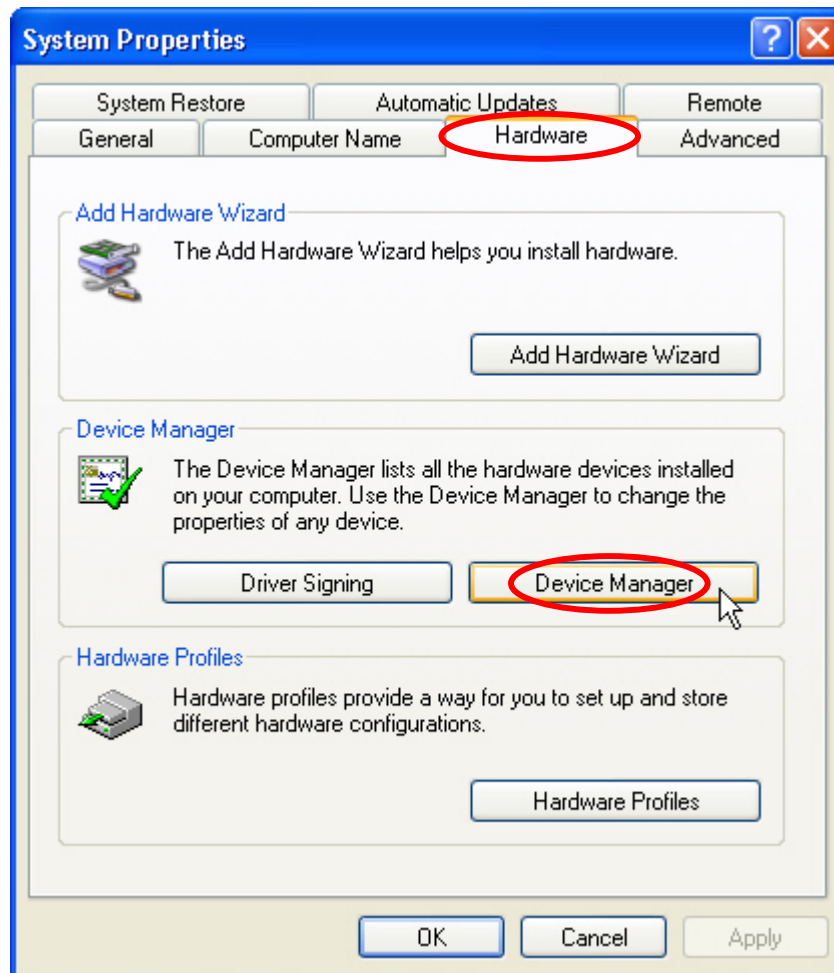 System Properties
System Restore Automatic Updates Remote
General Computer Name Hardware Advanced
Add Hardware Wizard
The Add Hardware Wizard helps you install hardware.
Add Hardware Wizard
Device Manager
The Device Manager lists all the hardware devices installed
on your computer. Use the Device Manager to change the
properties of any device.
Driver Signing Device Manager
Hardware Profiles
Hardware profiles provide a way for you to set up and store
different hardware configurations.
Hardware Profiles
OK Cancel Apply